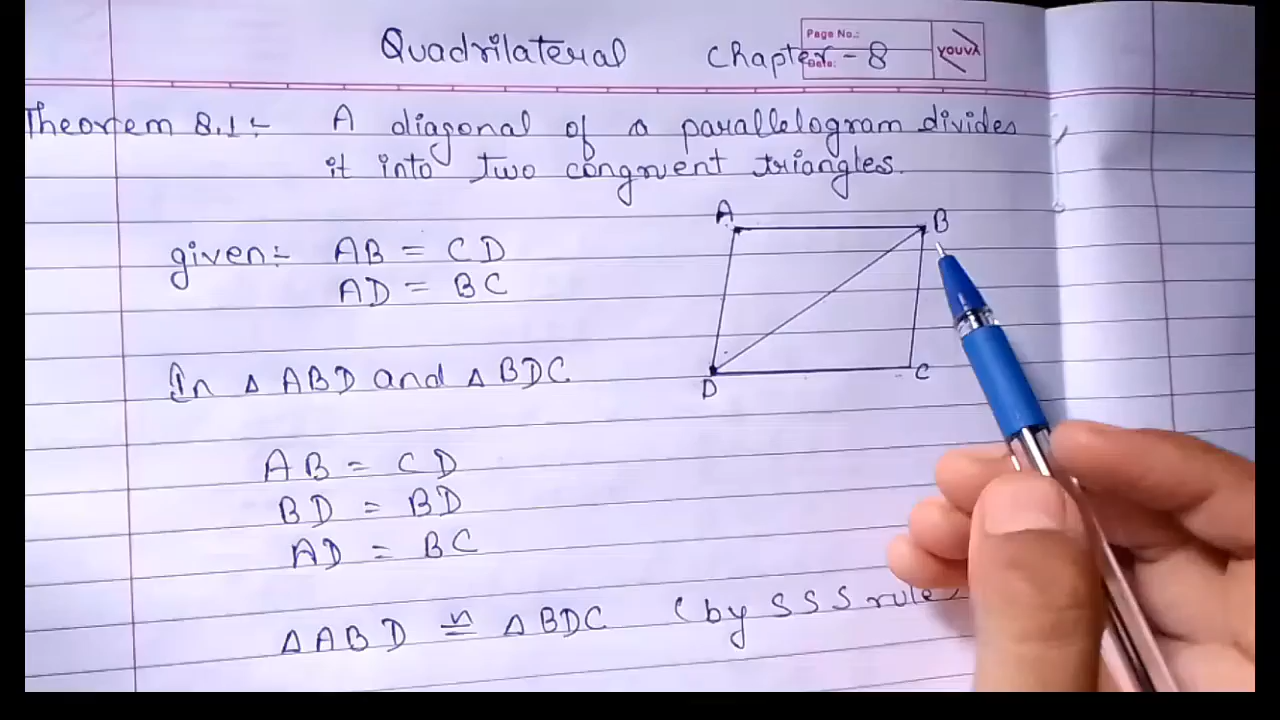 Quadrilateral Chapter - 8
Page No.:
Date:
YOUVA
Theorem 8.1 :- A diagonal of a parallelogram divides
it into two congruent triangles.
A
B
given :- AB = CD
AD = BC
In △ ABD and △ BDC
D
C
AB = CD
BD = BD
AD = BC
△ABD ≅ △BDC (by SSS rule